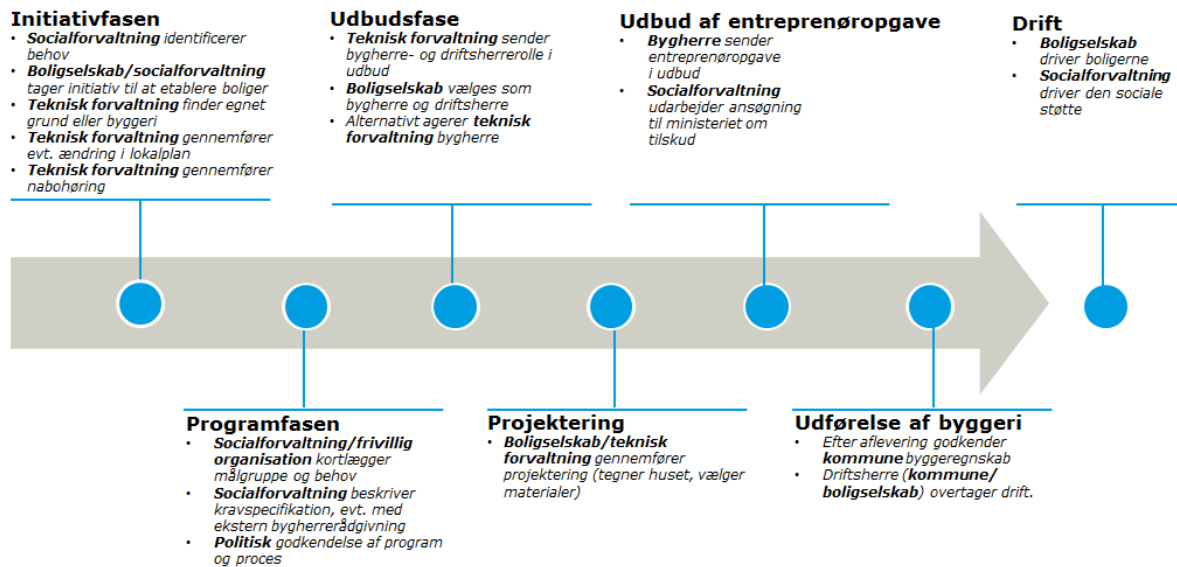 Initiativfasen
• Socialforvaltning identificerer
behov
• Boligselskab/socialforvaltning
tager initiativ til at etablere boliger
• Teknisk forvaltning finder egnet
grund eller byggeri
• Teknisk forvaltning gennemfører
evt. ændring i lokalplan
• Teknisk forvaltning gennemfører
nabohøring
Udbudsfase
• Teknisk forvaltning sender
bygherre- og driftsherrerolle i
udbud
• Boligselskab vælges som
bygherre og driftsherre
• Alternativt agerer teknisk
forvaltning bygherre
Udbud af entreprenøropgave
• Bygherre sender
entreprenøropgave
i udbud
• Socialforvaltning
udarbejder ansøgning
til ministeriet om
tilskud
Drift
• Boligselskab
driver boligerne
• Socialforvaltning
driver den sociale
støtte
Programfasen
• Socialforvaltning/frivillig
organisation kortlægger
målgruppe og behov
• Socialforvaltning beskriver
kravspecifikation, evt. med
ekstern bygherrerådgivning
• Politisk godkendelse af program
og proces
Projektering
• Boligselskab/teknisk
forvaltning gennemfører
projektering (tegner huset, vælger
materialer)
Udførelse af byggeri
• Efter aflevering godkender
kommune byggeregnskab
• Driftsherre (kommune/
boligselskab) overtager drift.